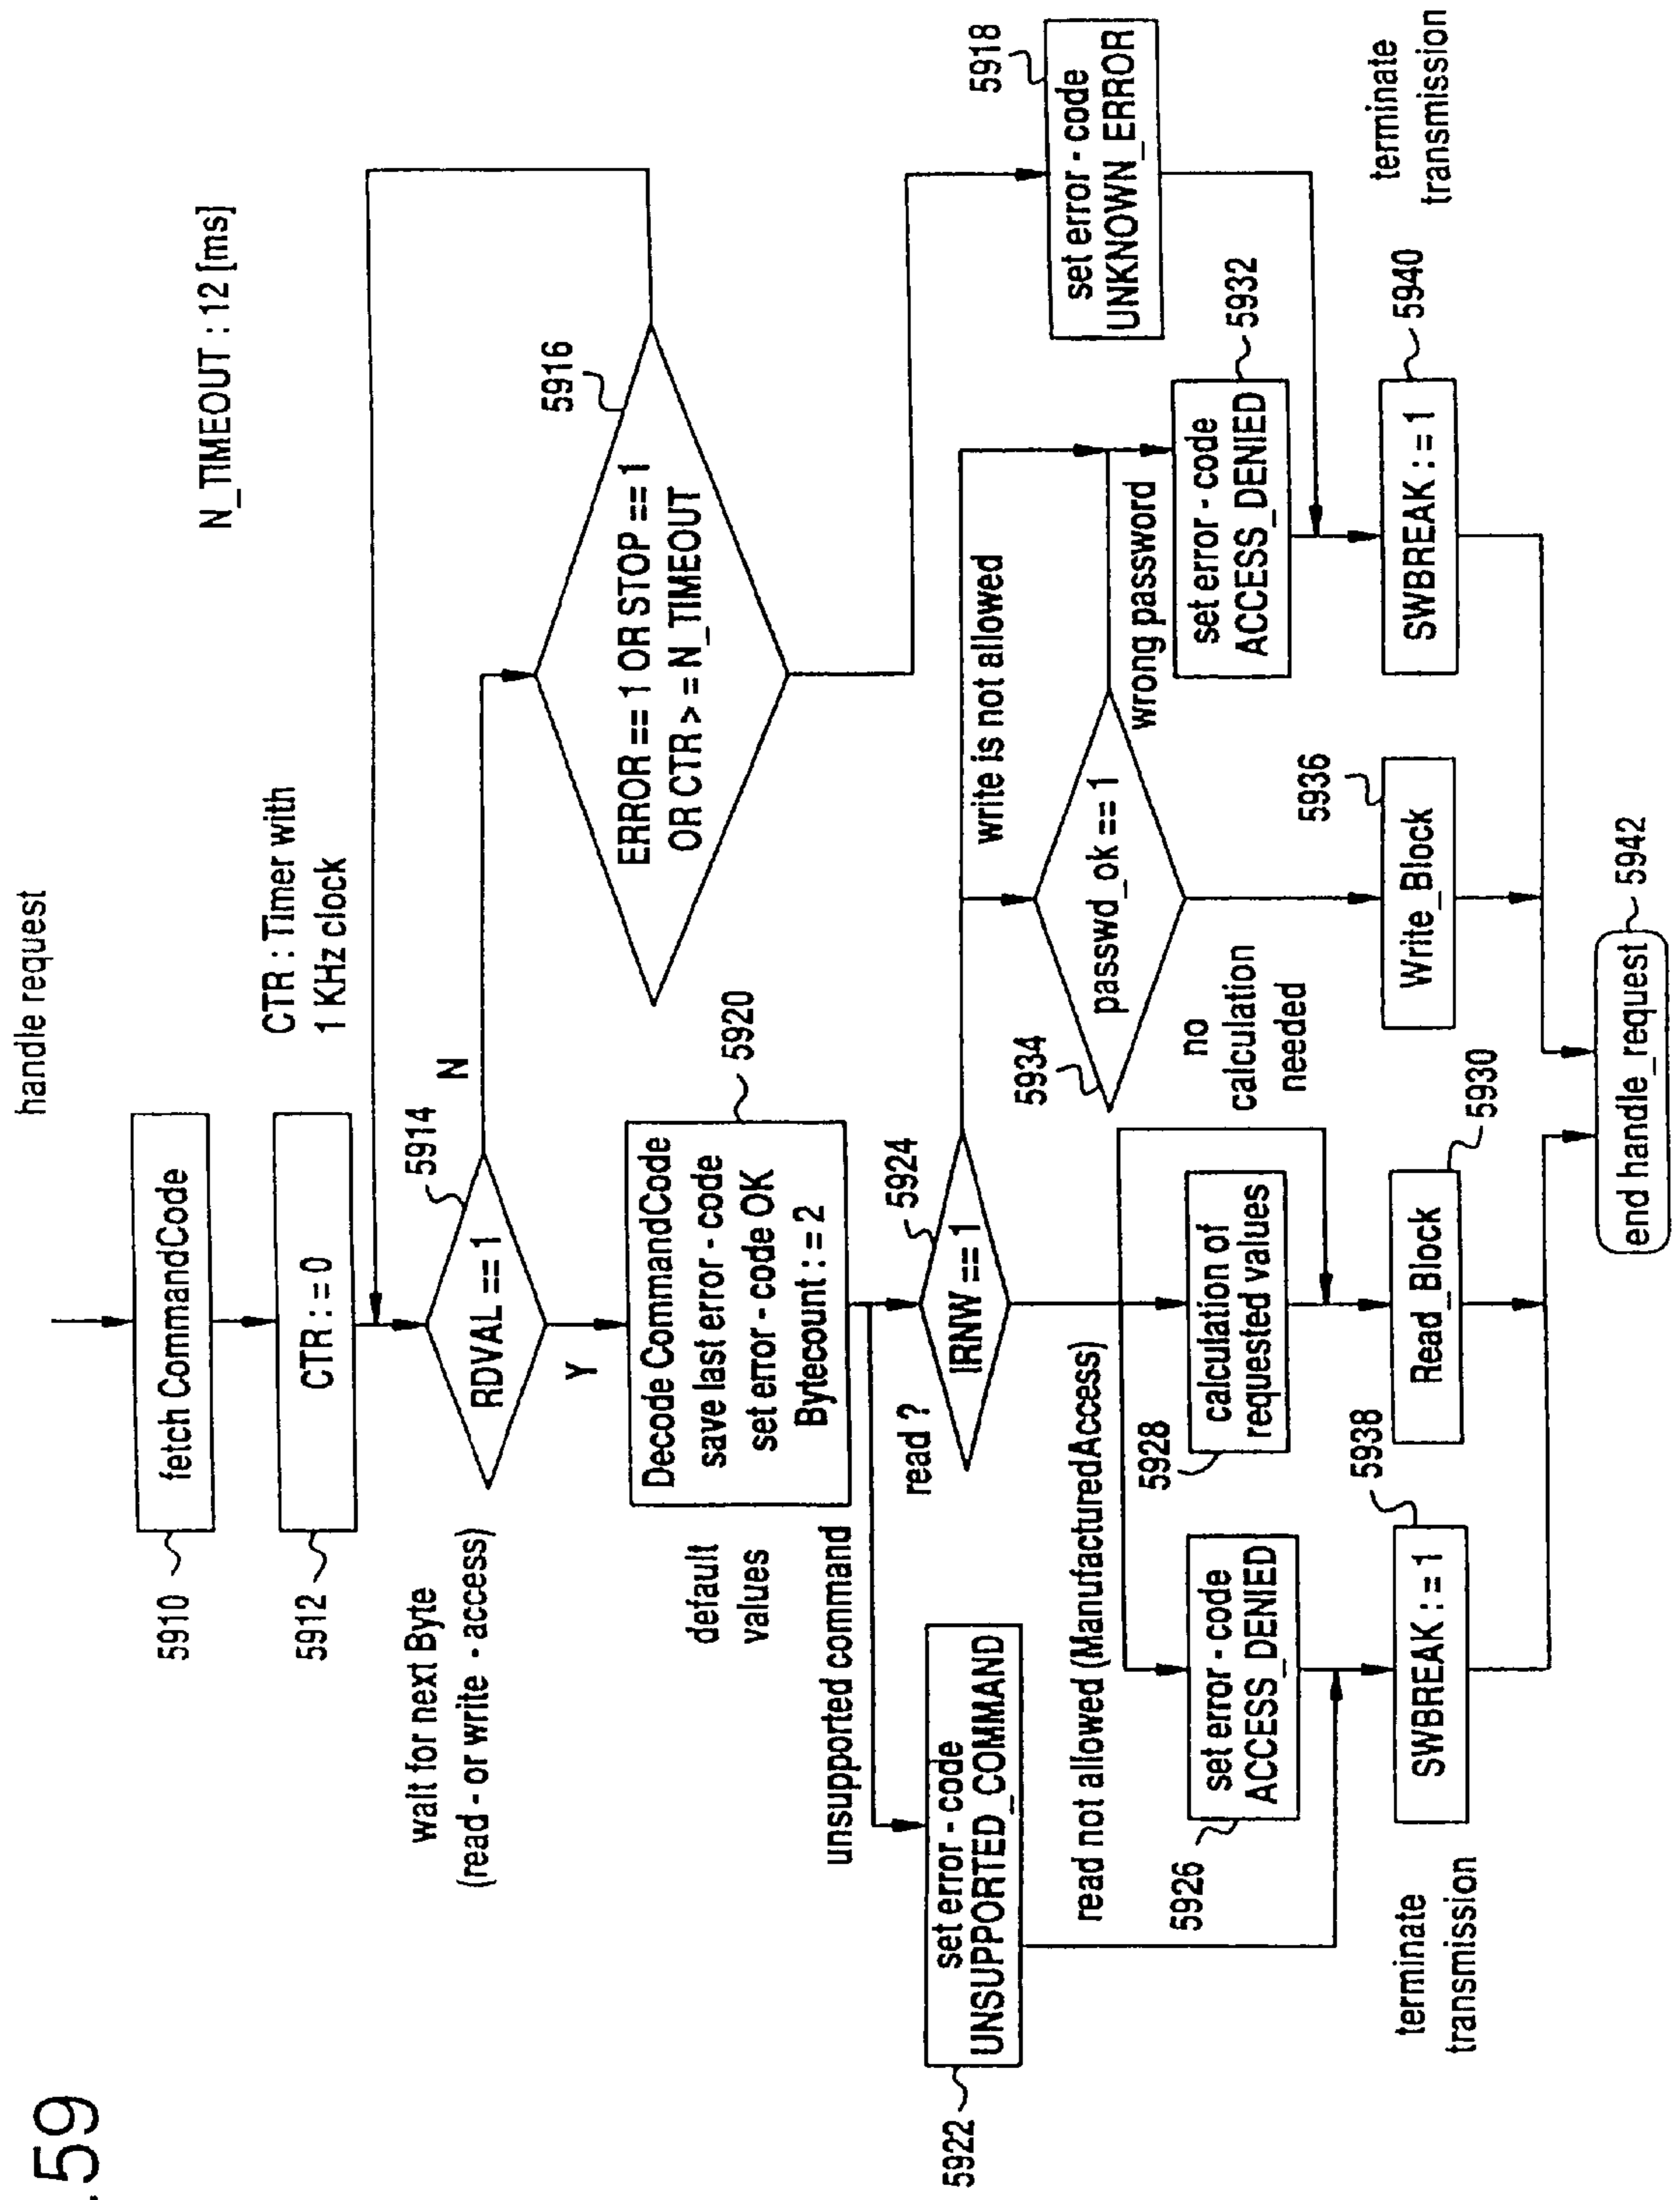 .59
handle request
fetch CommandCode
5910
CTR : = 0
5912
CTR : Timer with
1 KHz clock
N_TIMEOUT : 12 [ms]
wait for next Byte
(read - or write - access)
RDVAL == 1
5914
N
Y
ERROR == 1 OR STOP == 1
OR CTR > = N_TIMEOUT
5916
default
values
Decode CommandCode
save last error - code
set error - code OK
Bytecount : = 2
5920
unsupported command
set error - code
UNSUPPORTED_COMMAND
5922
read ?
IRNW == 1
5924
write is not allowed
set error - code
UNKNOWN_ERROR
5918
read not allowed (ManufacturedAccess)
passwd_ok == 1
5934
wrong password
set error - code
ACCESS_DENIED
5926
calculation of
requested values
5928
no
calculation
needed
set error - code
ACCESS_DENIED
5932
terminate
transmission
SWBREAK : = 1
5938
Read_Block
5930
Write_Block
5936
SWBREAK : = 1
5940
terminate
transmission
end handle_request
5942